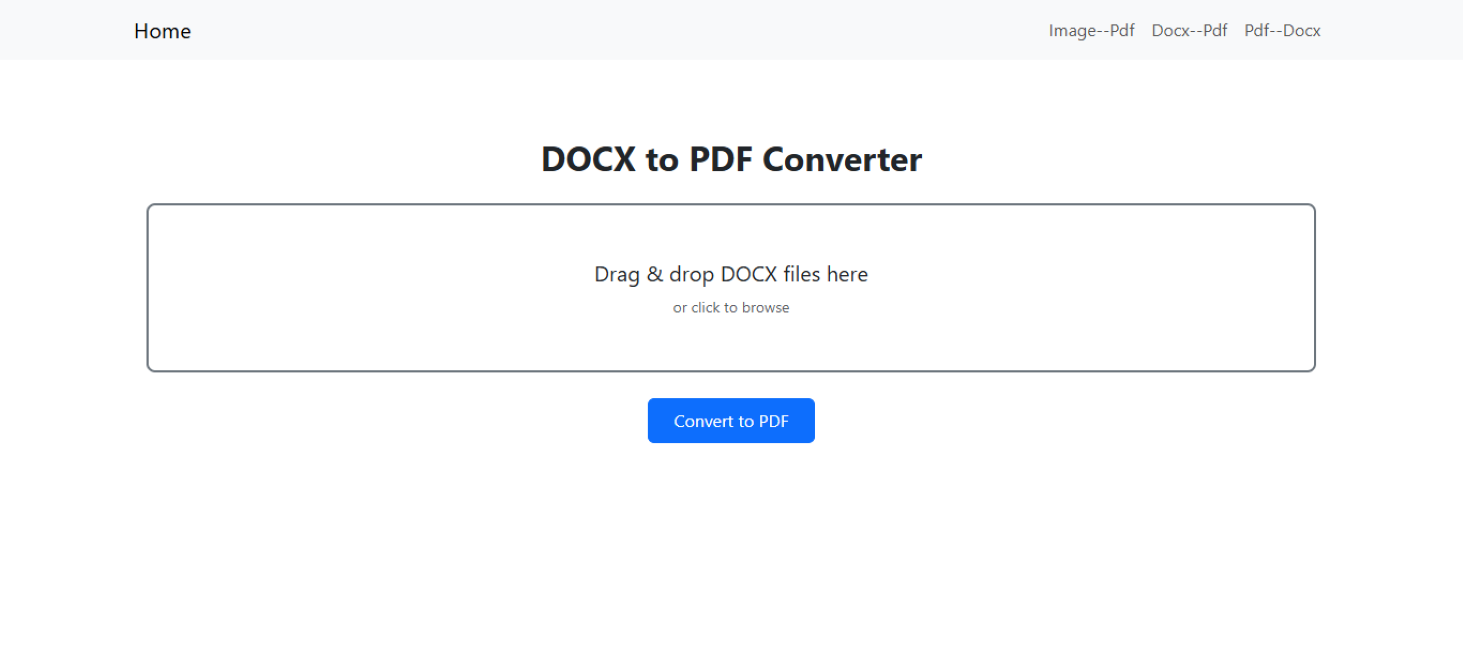 Home Image--Pdf Docx--Pdf Pdf--Docx
DOCX to PDF Converter
Drag & drop DOCX files here
or click to browse
Convert to PDF